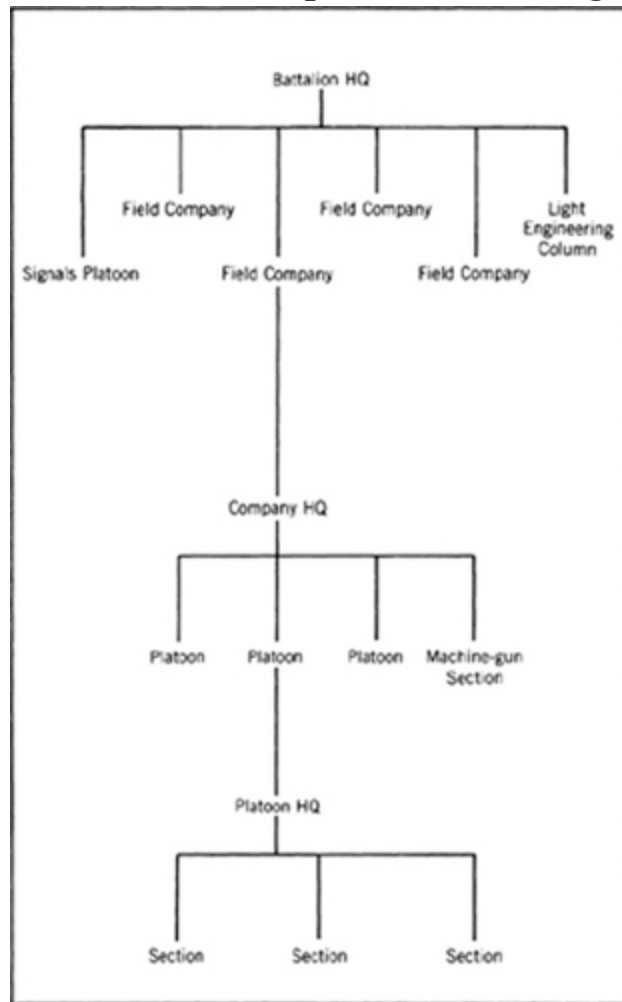 Battalion HQ
Field Company
Field Company
Light
Engineering
Column
Signals Platoon
Field Company
Field Company
Company HQ
Platoon
Platoon
Platoon
Machine-gun
Section
Platoon HQ
Section
Section
Section